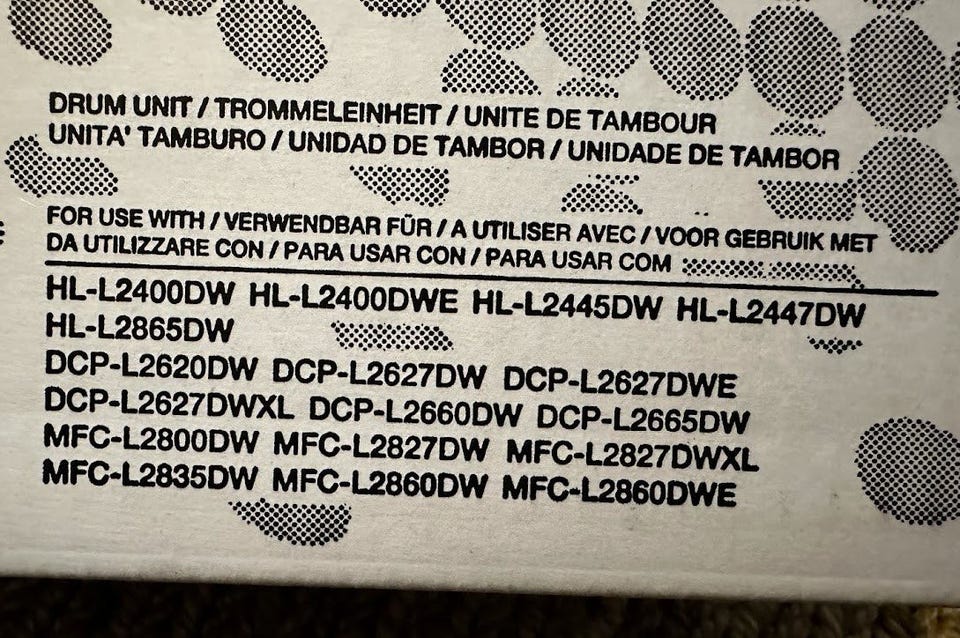 DRUM UNIT / TROMMELEINHEIT / UNITE DE TAMBOUR
UNITA' TAMBURO / UNIDAD DE TAMBOR / UNIDADE DE TAMBOR
FOR USE WITH / VERWENDBAR FÜR / A UTILISER AVEC / VOOR GEBRUIK MET
DA UTILIZZARE CON / PARA USAR CON / PARA USAR COM
HL-L2400DW HL-L2400DWE HL-L2445DW HL-L2447DW
HL-L2865DW
DCP-L2620DW DCP-L2627DW DCP-L2627DWE
DCP-L2627DWXL DCP-L2660DW DCP-L2665DW
MFC-L2800DW MFC-L2827DW MFC-L2827DWXL
MFC-L2835DW MFC-L2860DW MFC-L2860DWE